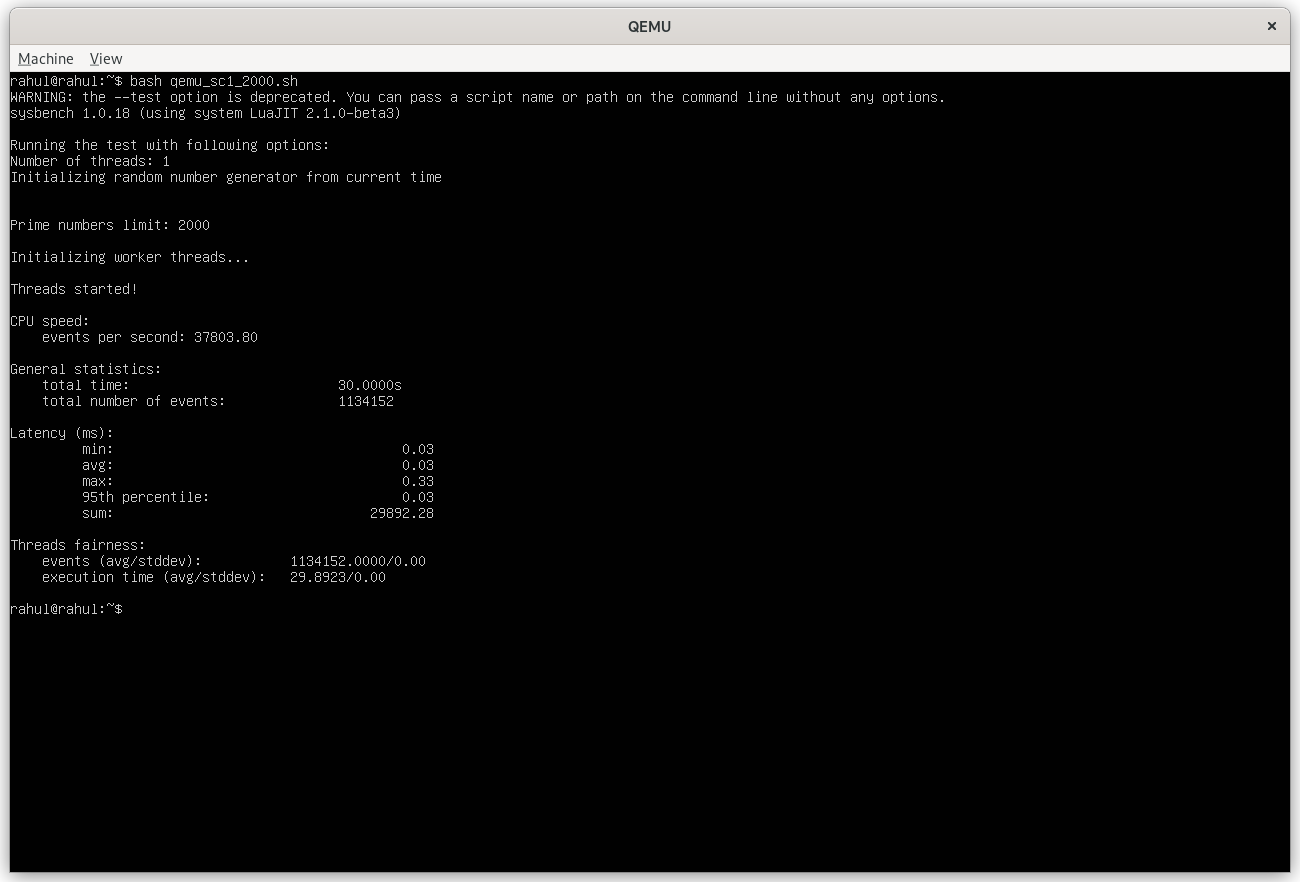 QEMU
×
Machine View
rahul@rahul:~$ bash qemu_sc1_2000.sh
WARNING: the --test option is deprecated. You can pass a script name or path on the command line without any options.
sysbench 1.0.18 (using system LuaJIT 2.1.0-beta3)
Running the test with following options:
Number of threads: 1
Initializing random number generator from current time
Prime numbers limit: 2000
Initializing worker threads...
Threads started!
CPU speed:
events per second: 37803.80
General statistics:
total time: 30.0000s
total number of events: 1134152
Latency (ms):
min: 0.03
avg: 0.03
max: 0.33
95th percentile: 0.03
sum: 29892.28
Threads fairness:
events (avg/stddev): 1134152.0000/0.00
execution time (avg/stddev): 29.8923/0.00
rahul@rahul:~$